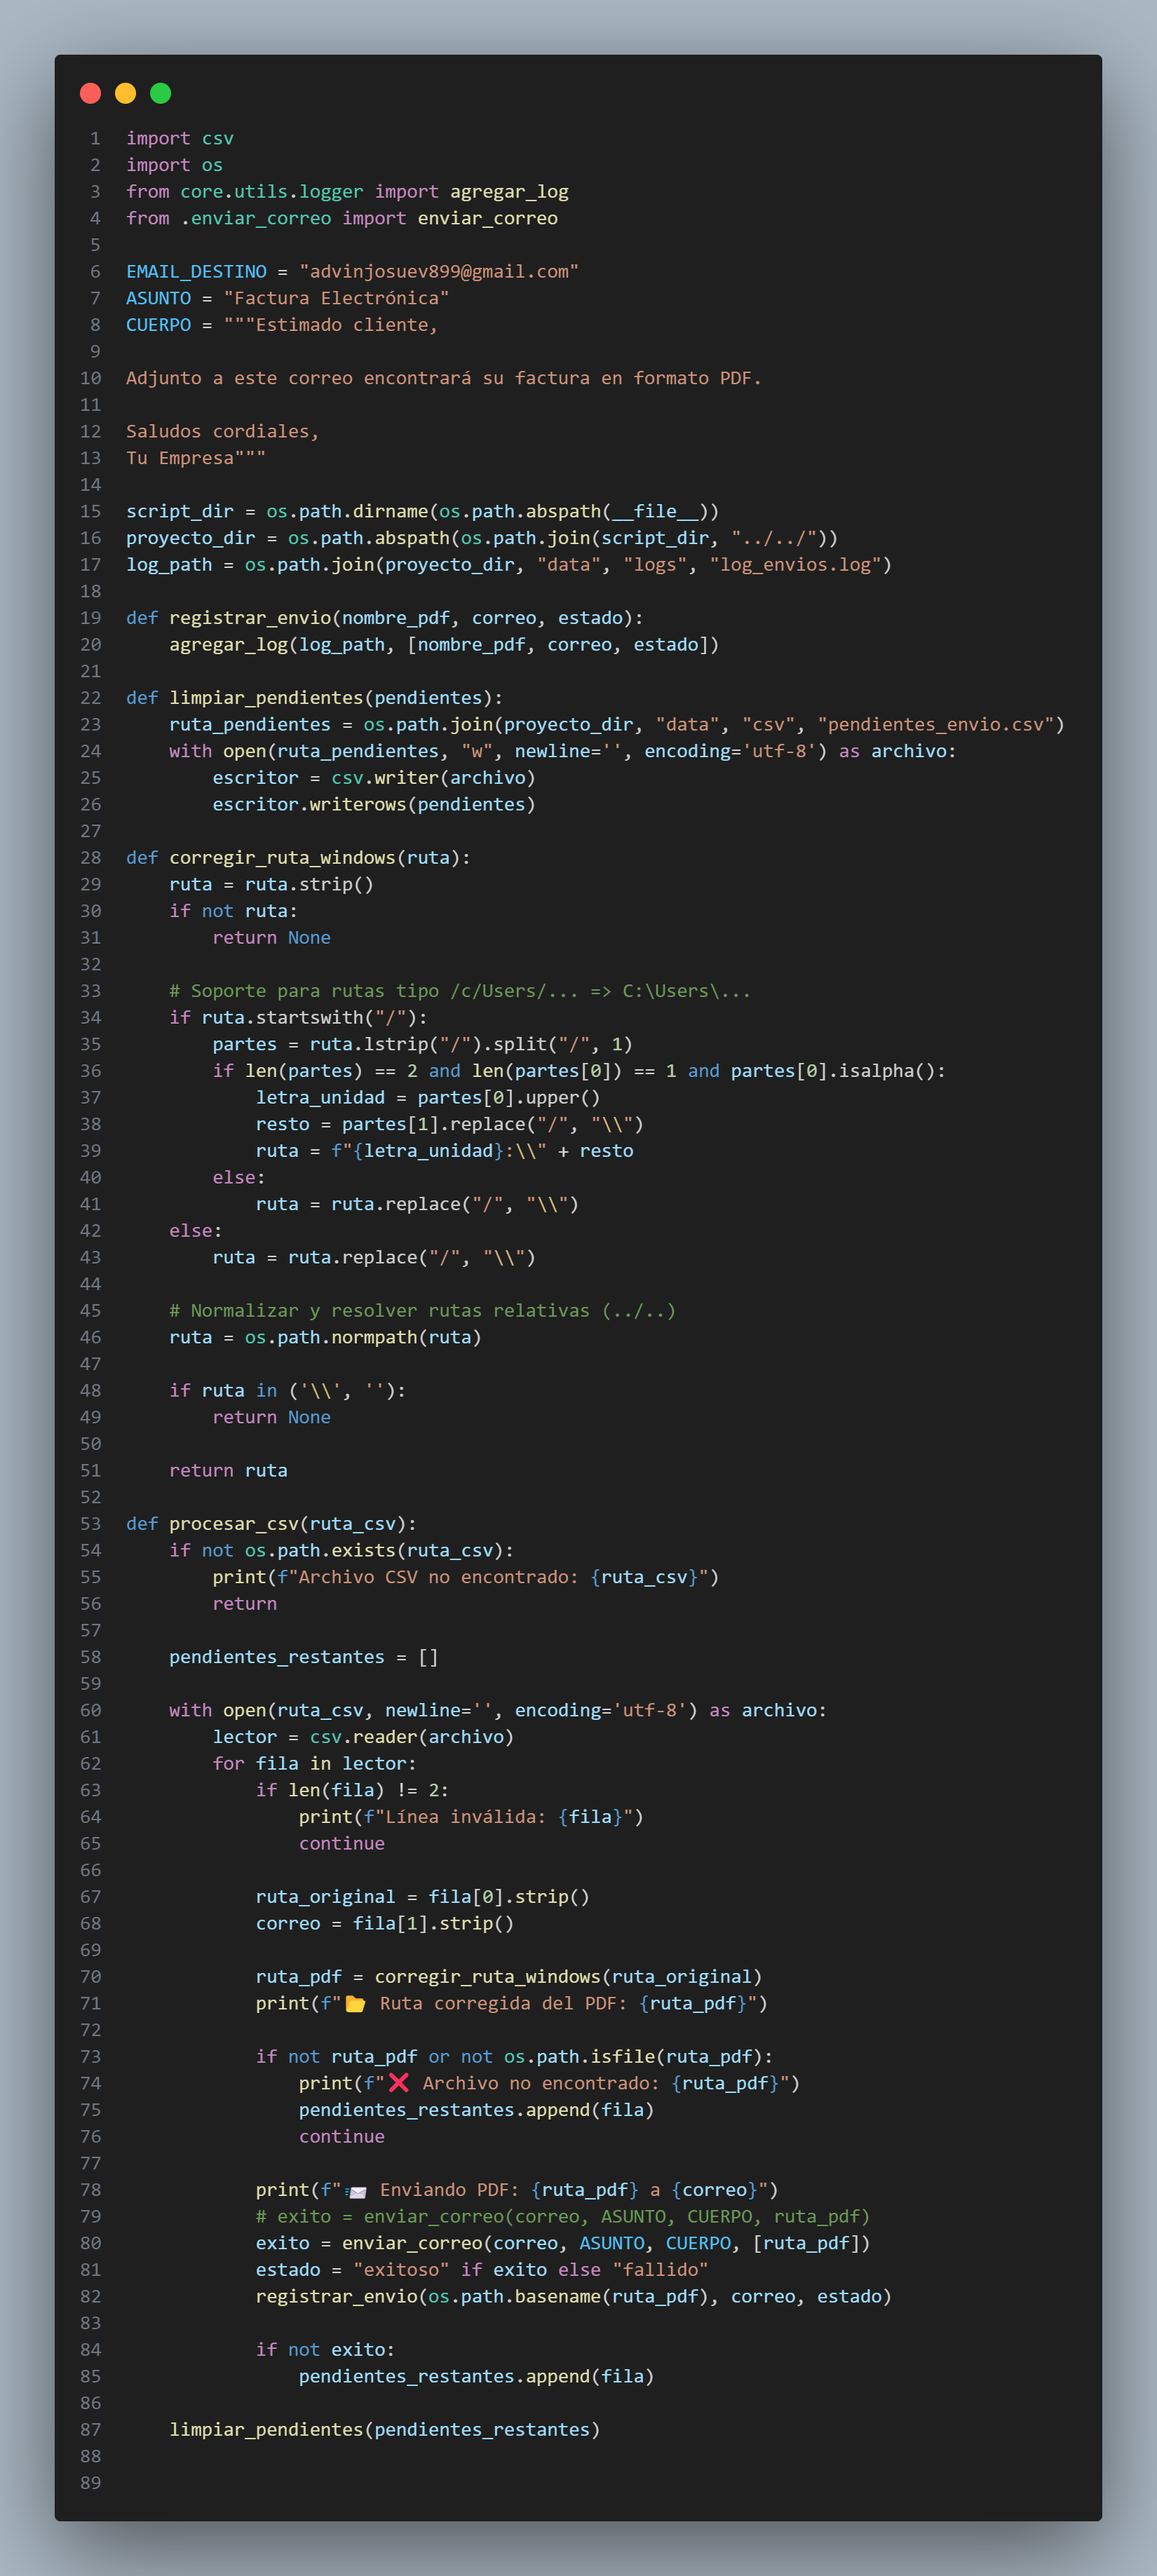 1 import csv
2 import os
3 from core.utils.logger import agregar_log
4 from .enviar_correo import enviar_correo
5
6 EMAIL_DESTINO = "advinjosuev899@gmail.com"
7 ASUNTO = "Factura Electrónica"
8 CUERPO = """Estimado cliente,
9
10 Adjunto a este correo encontrará su factura en formato PDF.
11
12 Saludos cordiales,
13 Tu Empresa"""
14
15 script_dir = os.path.dirname(os.path.abspath(__file__))
16 proyecto_dir = os.path.abspath(os.path.join(script_dir, "../../"))
17 log_path = os.path.join(proyecto_dir, "data", "logs", "log_envios.log")
18
19 def registrar_envio(nombre_pdf, correo, estado):
20     agregar_log(log_path, [nombre_pdf, correo, estado])
21
22 def limpiar_pendientes(pendientes):
23     ruta_pendientes = os.path.join(proyecto_dir, "data", "csv", "pendientes_envio.csv")
24     with open(ruta_pendientes, "w", newline='', encoding='utf-8') as archivo:
25         escritor = csv.writer(archivo)
26         escritor.writerows(pendientes)
27
28 def corregir_ruta_windows(ruta):
29     ruta = ruta.strip()
30     if not ruta:
31         return None
32
33     # Soporte para rutas tipo /c/Users/... => C:\Users\...
34     if ruta.startswith("/"):
35         partes = ruta.lstrip("/").split("/", 1)
36         if len(partes) == 2 and len(partes[0]) == 1 and partes[0].isalpha():
37             letra_unidad = partes[0].upper()
38             resto = partes[1].replace("/", "\\")
39             ruta = f"{letra_unidad}:\\" + resto
40         else:
41             ruta = ruta.replace("/", "\\")
42     else:
43         ruta = ruta.replace("/", "\\")
44
45     # Normalizar y resolver rutas relativas (../..)
46     ruta = os.path.normpath(ruta)
47
48     if ruta in ('\\', ''):
49         return None
50
51     return ruta
52
53 def procesar_csv(ruta_csv):
54     if not os.path.exists(ruta_csv):
55         print(f"Archivo CSV no encontrado: {ruta_csv}")
56         return
57
58     pendientes_restantes = []
59
60     with open(ruta_csv, newline='', encoding='utf-8') as archivo:
61         lector = csv.reader(archivo)
62         for fila in lector:
63             if len(fila) != 2:
64                 print(f"Línea inválida: {fila}")
65                 continue
66
67             ruta_original = fila[0].strip()
68             correo = fila[1].strip()
69
70             ruta_pdf = corregir_ruta_windows(ruta_original)
71             print(f"📂 Ruta corregida del PDF: {ruta_pdf}")
72
73             if not ruta_pdf or not os.path.isfile(ruta_pdf):
74                 print(f"❌ Archivo no encontrado: {ruta_pdf}")
75                 pendientes_restantes.append(fila)
76                 continue
77
78             print(f"📨 Enviando PDF: {ruta_pdf} a {correo}")
79             # exito = enviar_correo(correo, ASUNTO, CUERPO, ruta_pdf)
80             exito = enviar_correo(correo, ASUNTO, CUERPO, [ruta_pdf])
81             estado = "exitoso" if exito else "fallido"
82             registrar_envio(os.path.basename(ruta_pdf), correo, estado)
83
84             if not exito:
85                 pendientes_restantes.append(fila)
86
87     limpiar_pendientes(pendientes_restantes)
88
89